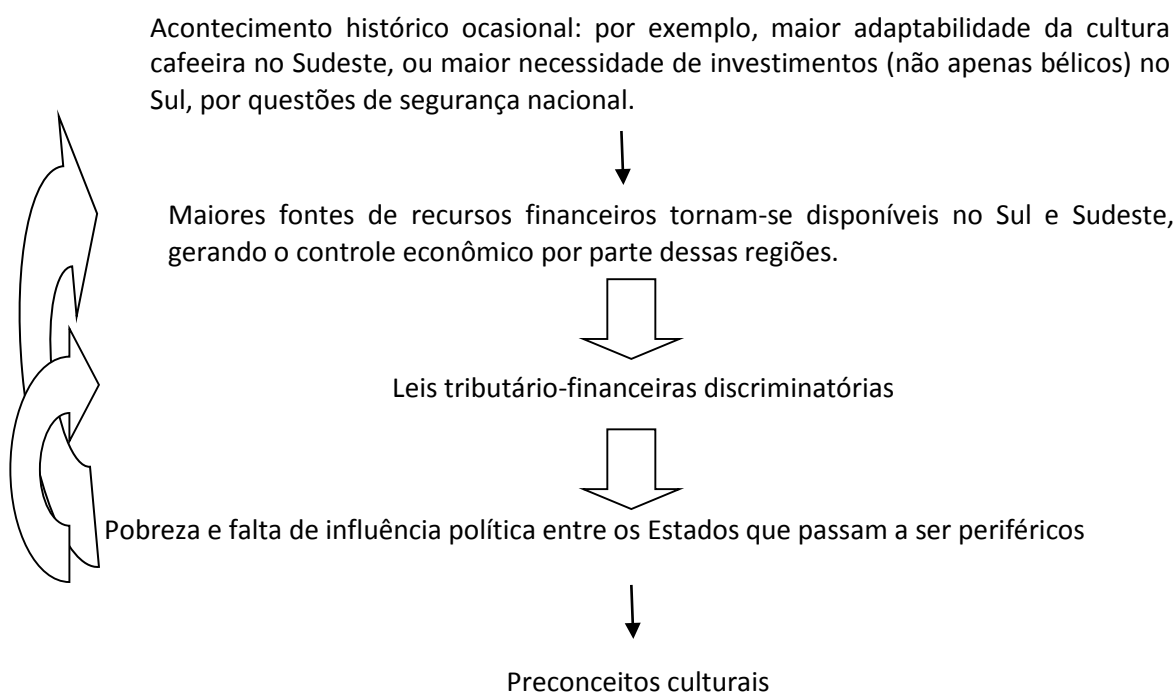 Acontecimento histórico ocasional: por exemplo, maior adaptabilidade da cultura
cafeeira no Sudeste, ou maior necessidade de investimentos (não apenas bélicos) no
Sul, por questões de segurança nacional.
Maiores fontes de recursos financeiros tornam-se disponíveis no Sul e Sudeste,
gerando o controle econômico por parte dessas regiões.
Leis tributário-financeiras discriminatórias
Pobreza e falta de influência política entre os Estados que passam a ser periféricos
Preconceitos culturais